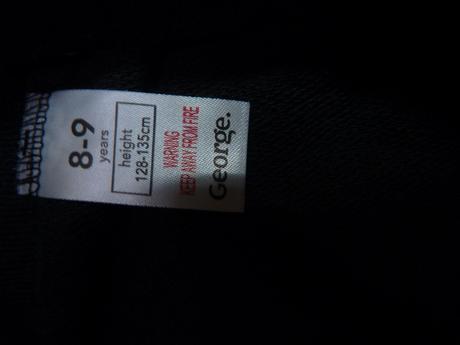 8-9
years
height
128-135cm
WARNING
KEEP AWAY FROM FIRE
George.